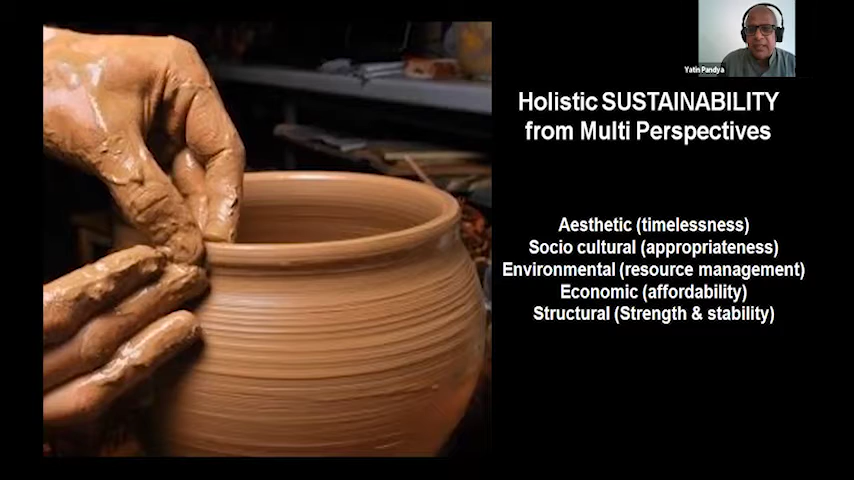 Yatin Pandya
Holistic SUSTAINABILITY
from Multi Perspectives
Aesthetic (timelessness)
Socio cultural (appropriateness)
Environmental (resource management)
Economic (affordability)
Structural (Strength & stability)